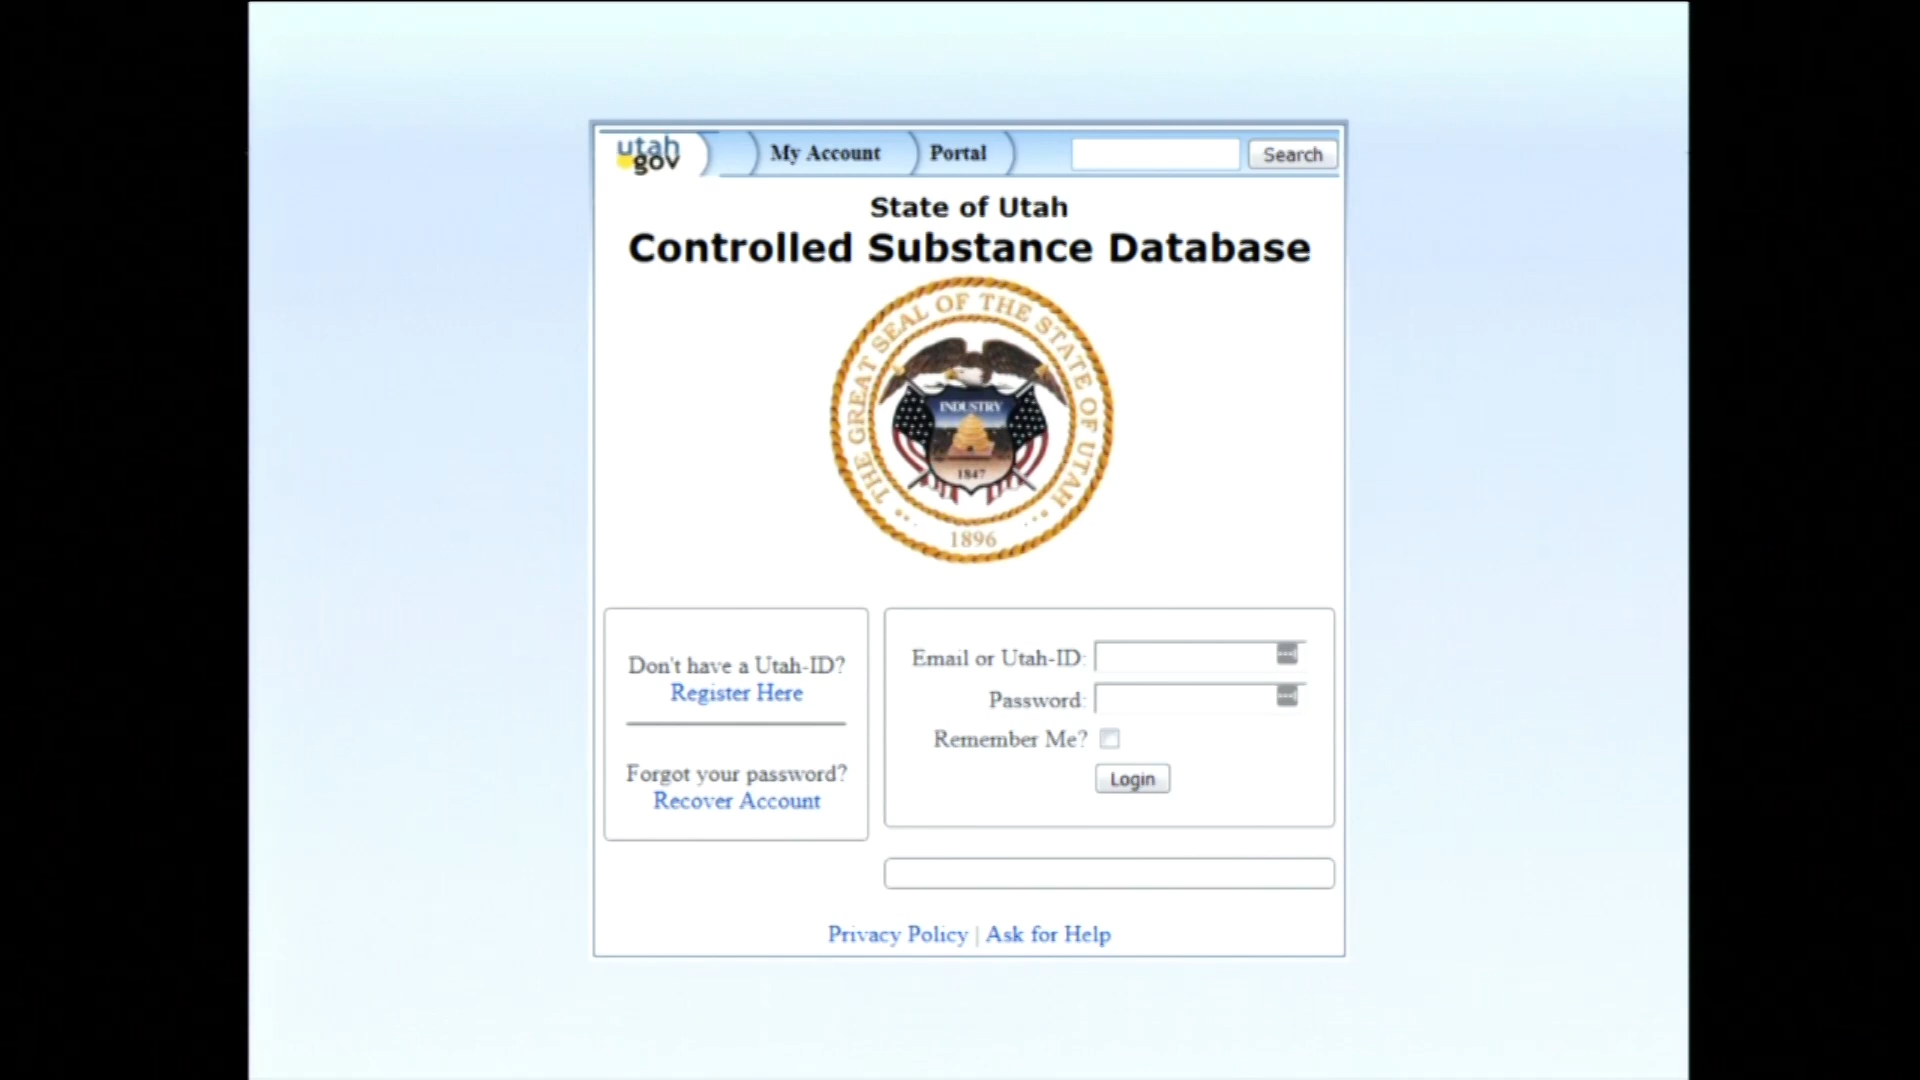 utah
gov
My Account
Portal
Search
State of Utah
Controlled Substance Database
THE GREAT SEAL OF THE STATE OF UTAH
INDUSTRY
1847
1896
Don't have a Utah-ID?
Register Here
Forgot your password?
Recover Account
Email or Utah-ID:
Password:
Remember Me?
Login
Privacy Policy | Ask for Help